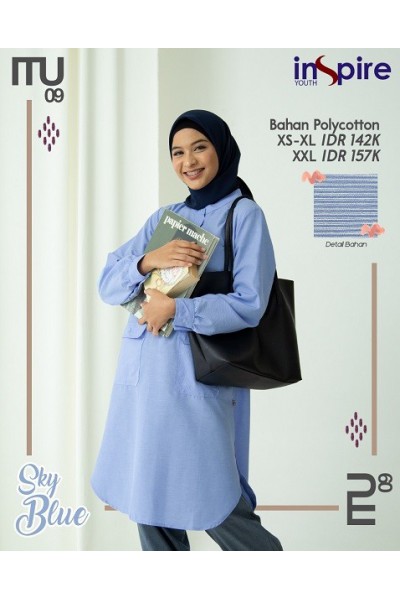 ITU
09
inspire
YOUTH
Bahan Polycotton
XS-XL IDR 142K
XXL IDR 157K
Detail Bahan
papier mache
Sky
Blue
09